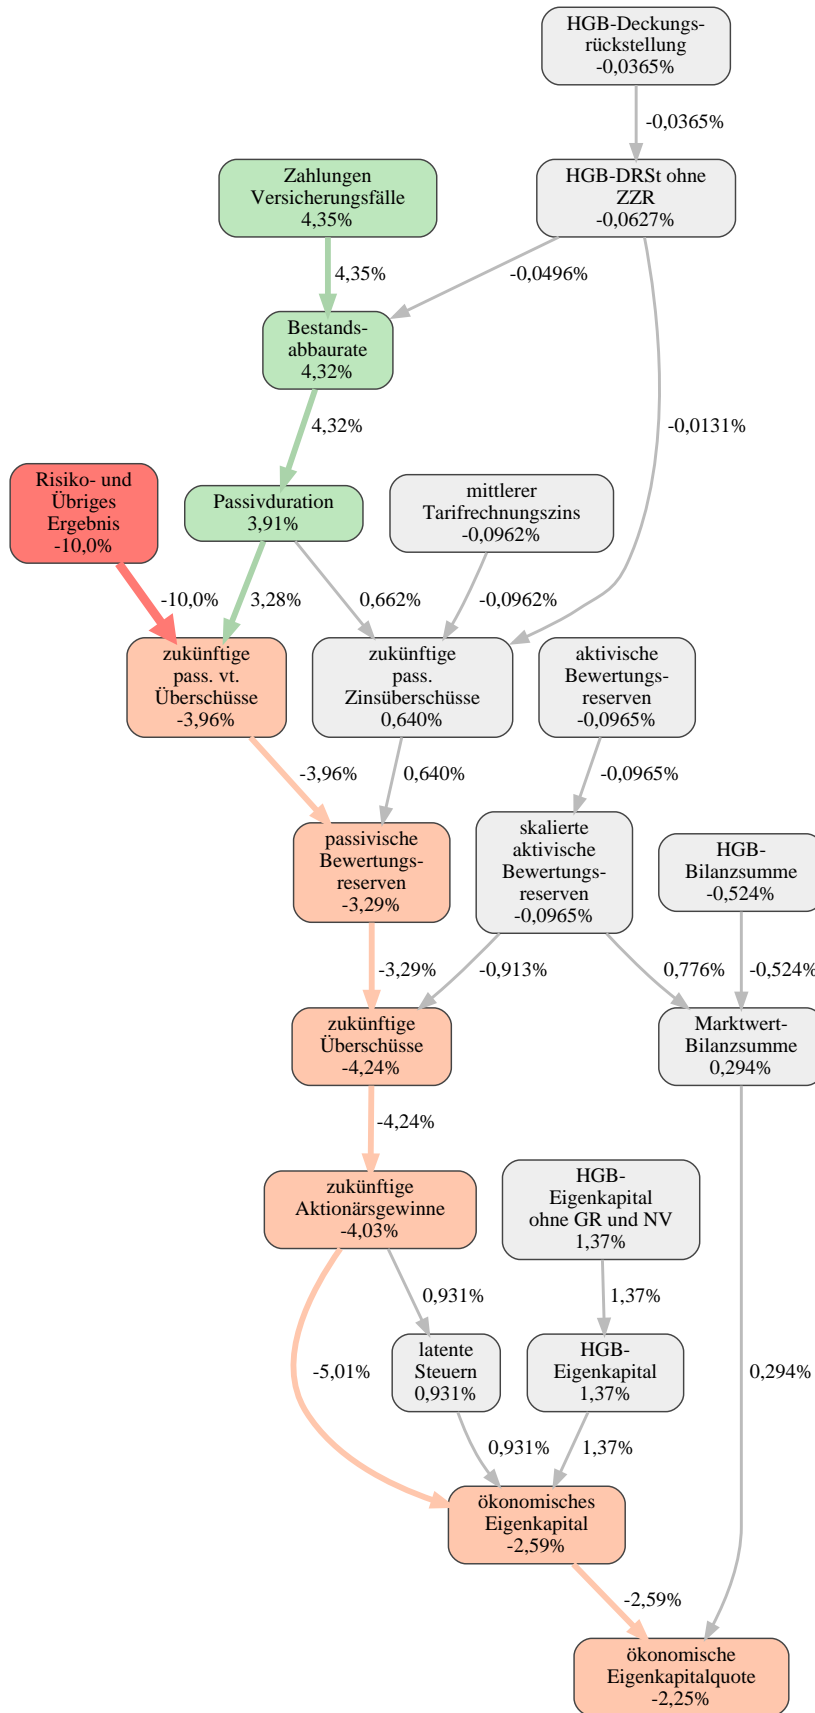 HGB-Deckungs-
rückstellung
-0,0365%
-0,0365%
Zahlungen
Versicherungsfälle
4,35%
HGB-DRSt ohne
ZZR
-0,0627%
4,35%
-0,0496%
Bestands-
abbaurate
4,32%
4,32%
-0,0131%
Risiko- und
Übriges
Ergebnis
-10,0%
Passivduration
3,91%
mittlerer
Tarifrechnungszins
-0,0962%
-10,0%
3,28%
0,662%
-0,0962%
zukünftige
pass. vt.
Überschüsse
-3,96%
zukünftige
pass.
Zinsüberschüsse
0,640%
aktivische
Bewertungs-
reserven
-0,0965%
-3,96%
0,640%
-0,0965%
passivische
Bewertungs-
reserven
-3,29%
skalierte
aktivische
Bewertungs-
reserven
-0,0965%
HGB-
Bilanzsumme
-0,524%
-3,29%
-0,913%
0,776%
-0,524%
zukünftige
Überschüsse
-4,24%
Marktwert-
Bilanzsumme
0,294%
-4,24%
zukünftige
Aktionärsgewinne
-4,03%
HGB-
Eigenkapital
ohne GR und NV
1,37%
0,931%
1,37%
-5,01%
latente
Steuern
0,931%
HGB-
Eigenkapital
1,37%
0,294%
0,931%
1,37%
ökonomisches
Eigenkapital
-2,59%
-2,59%
ökonomische
Eigenkapitalquote
-2,25%